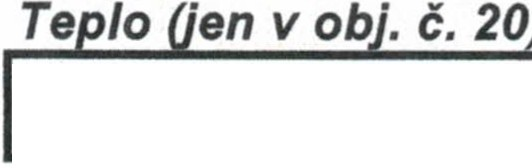 Teplo (jen v obj. č. 20)